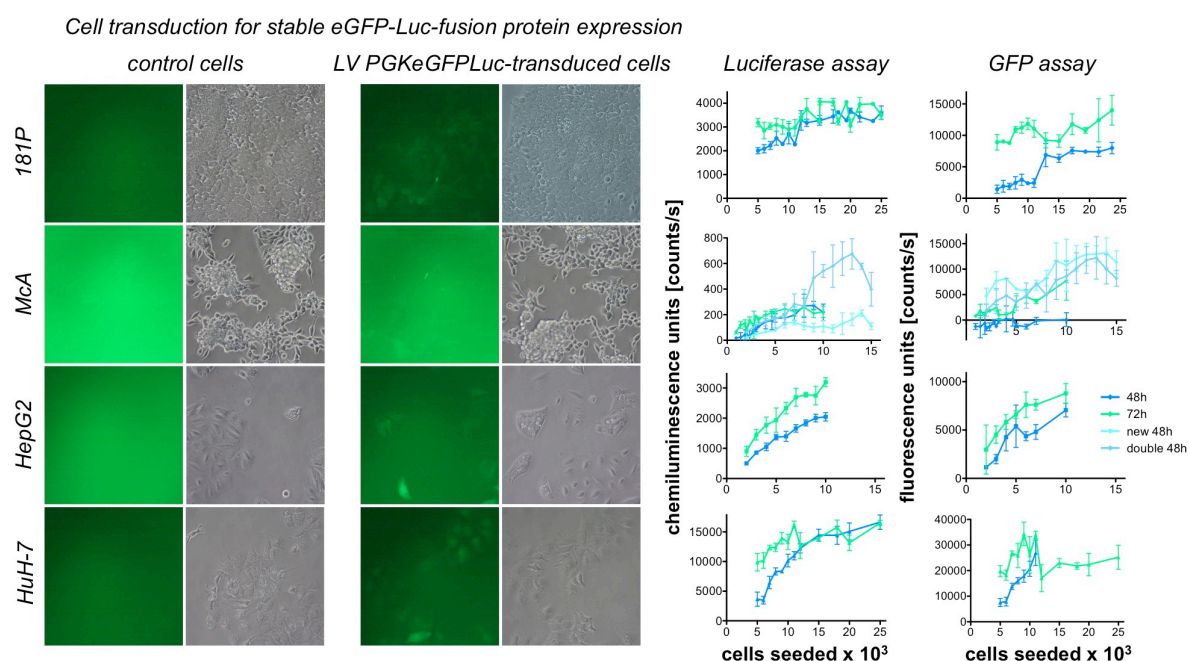 Cell transduction for stable eGFP-Luc-fusion protein expression
control cells
LV PGKeGFPLuc-transduced cells
Luciferase assay
GFP assay
181P
McA
HepG2
HuH-7
chemiluminescence units [counts/s]
4000
3000
2000
1000
0
0 5 10 15 20 25
800
600
400
200
0
0 5 10 15
3000
2000
1000
0
0 5 10 15
15000
10000
5000
0
0 5 10 15 20 25
cells seeded x 10³
fluorescence units [counts/s]
15000
10000
5000
0
0 5 10 15 20 25
15000
10000
5000
0
5 10 15
10000
5000
0
0 5 10 15
48h
72h
new 48h
double 48h
40000
30000
20000
10000
0
0 5 10 15 20 25
cells seeded x 10³